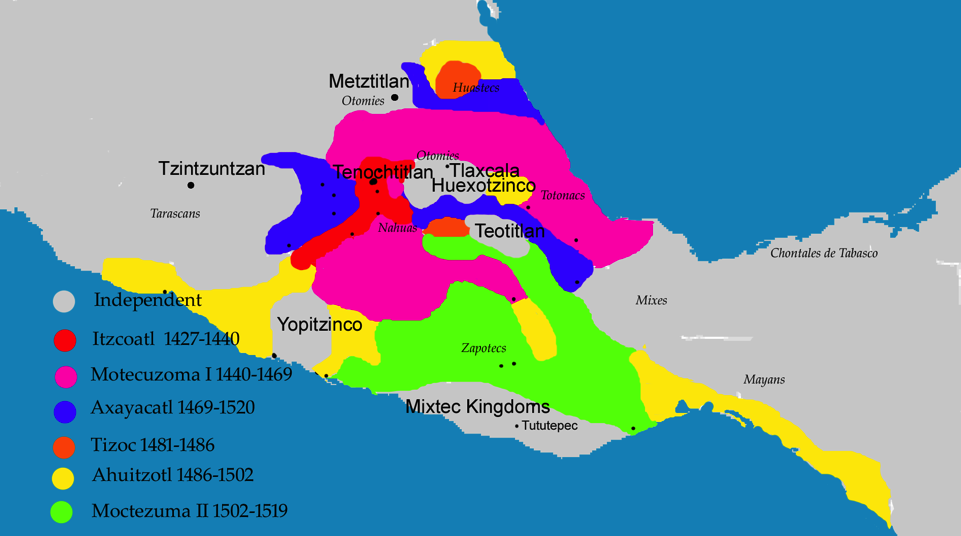 Metztitlan
Otomies
Huastecs
Otomies
Tzintzuntzan
Tenochtitlan
Tlaxcala
Huexotzinco
Totonacs
Tarascans
Nahuas
Teotitlan
Chontales de Tabasco
Mixes
Yopitzinco
Zapotecs
Mayans
Mixtec Kingdoms
Tututepec
Independent
Itzcoatl 1427-1440
Motecuzoma I 1440-1469
Axayacatl 1469-1520
Tizoc 1481-1486
Ahuitzotl 1486-1502
Moctezuma II 1502-1519